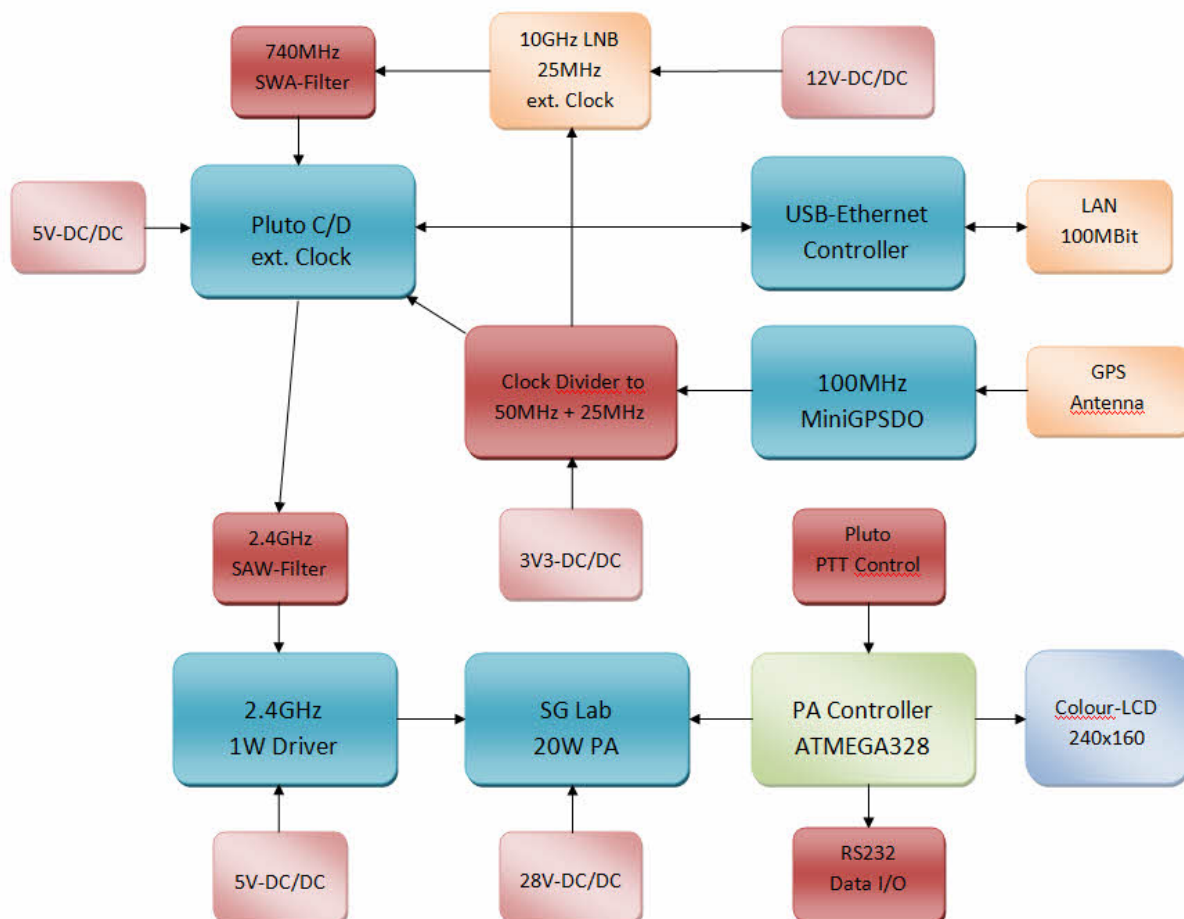 740MHz
SWA-Filter
10GHz LNB
25MHz
ext. Clock
12V-DC/DC
5V-DC/DC
Pluto C/D
ext. Clock
USB-Ethernet
Controller
LAN
100MBit
Clock Divider to
50MHz + 25MHz
100MHz
MiniGPSDO
GPS
Antenna
2.4GHz
SAW-Filter
3V3-DC/DC
Pluto
PTT Control
2.4GHz
1W Driver
SG Lab
20W PA
PA Controller
ATMEGA328
Colour-LCD
240x160
5V-DC/DC
28V-DC/DC
RS232
Data I/O